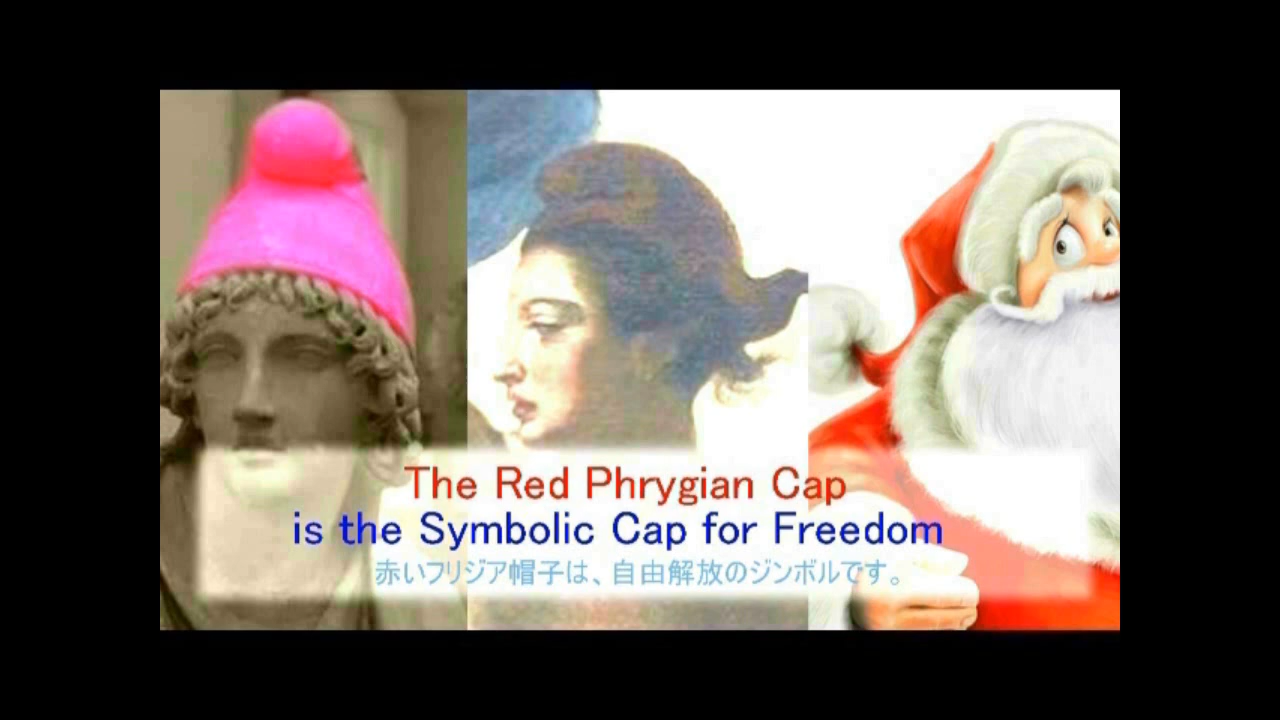 The Red Phrygian Cap
is the Symbolic Cap for Freedom
赤いフリジア帽子は、自由解放のジンボルです。